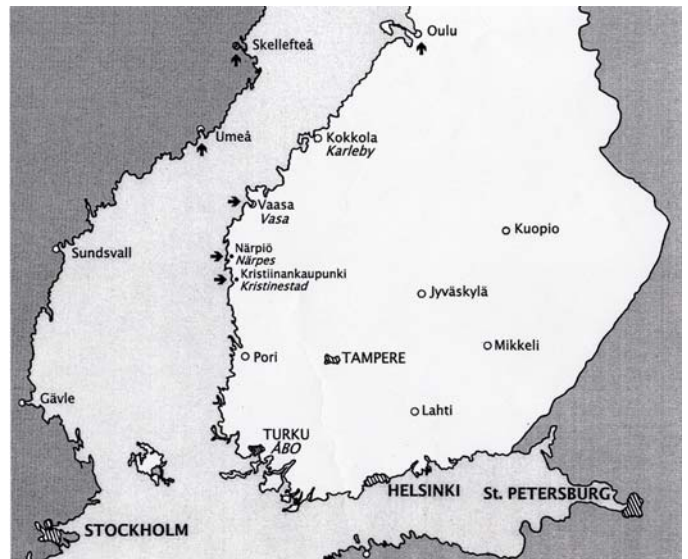 Skellefteå
Oulu
Umeå
Kokkola
Karleby
Vaasa
Vasa
Kuopio
Sundsvall
Närpiö
Närpes
Kristiinankaupunki
Kristinestad
Jyväskylä
Mikkeli
Pori
TAMPERE
Gävle
Lahti
TURKU
ÅBO
HELSINKI
St. PETERSBURG
STOCKHOLM